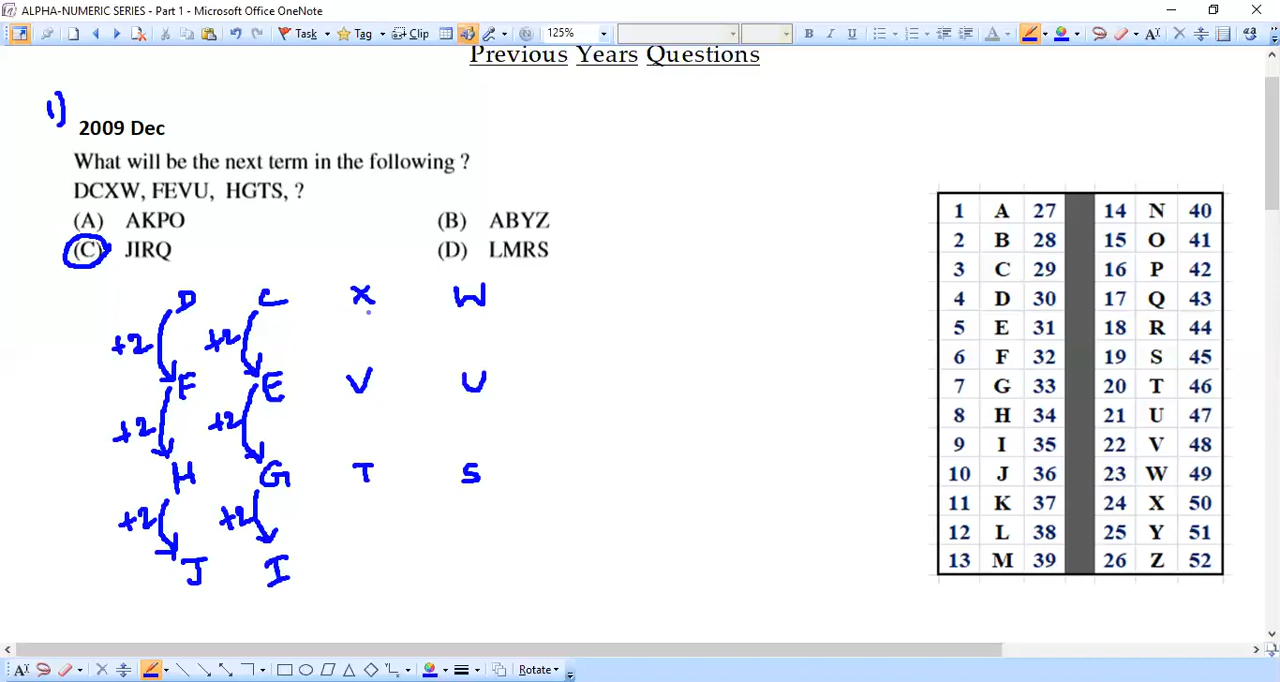 ALPHA-NUMERIC SERIES - Part 1 - Microsoft Office OneNote
Task Tag Clip 125% B I U
Previous Years Questions
1)
2009 Dec
What will be the next term in the following ?
DCXW, FEVU, HGTS, ?
(A) AKPO (B) ABYZ
(C) JIRQ (D) LMRS
D C X W
+2 +2
F E V U
+2 +2
H G T S
+2 +2
J I
1 A 27 14 N 40
2 B 28 15 O 41
3 C 29 16 P 42
4 D 30 17 Q 43
5 E 31 18 R 44
6 F 32 19 S 45
7 G 33 20 T 46
8 H 34 21 U 47
9 I 35 22 V 48
10 J 36 23 W 49
11 K 37 24 X 50
12 L 38 25 Y 51
13 M 39 26 Z 52
Rotate